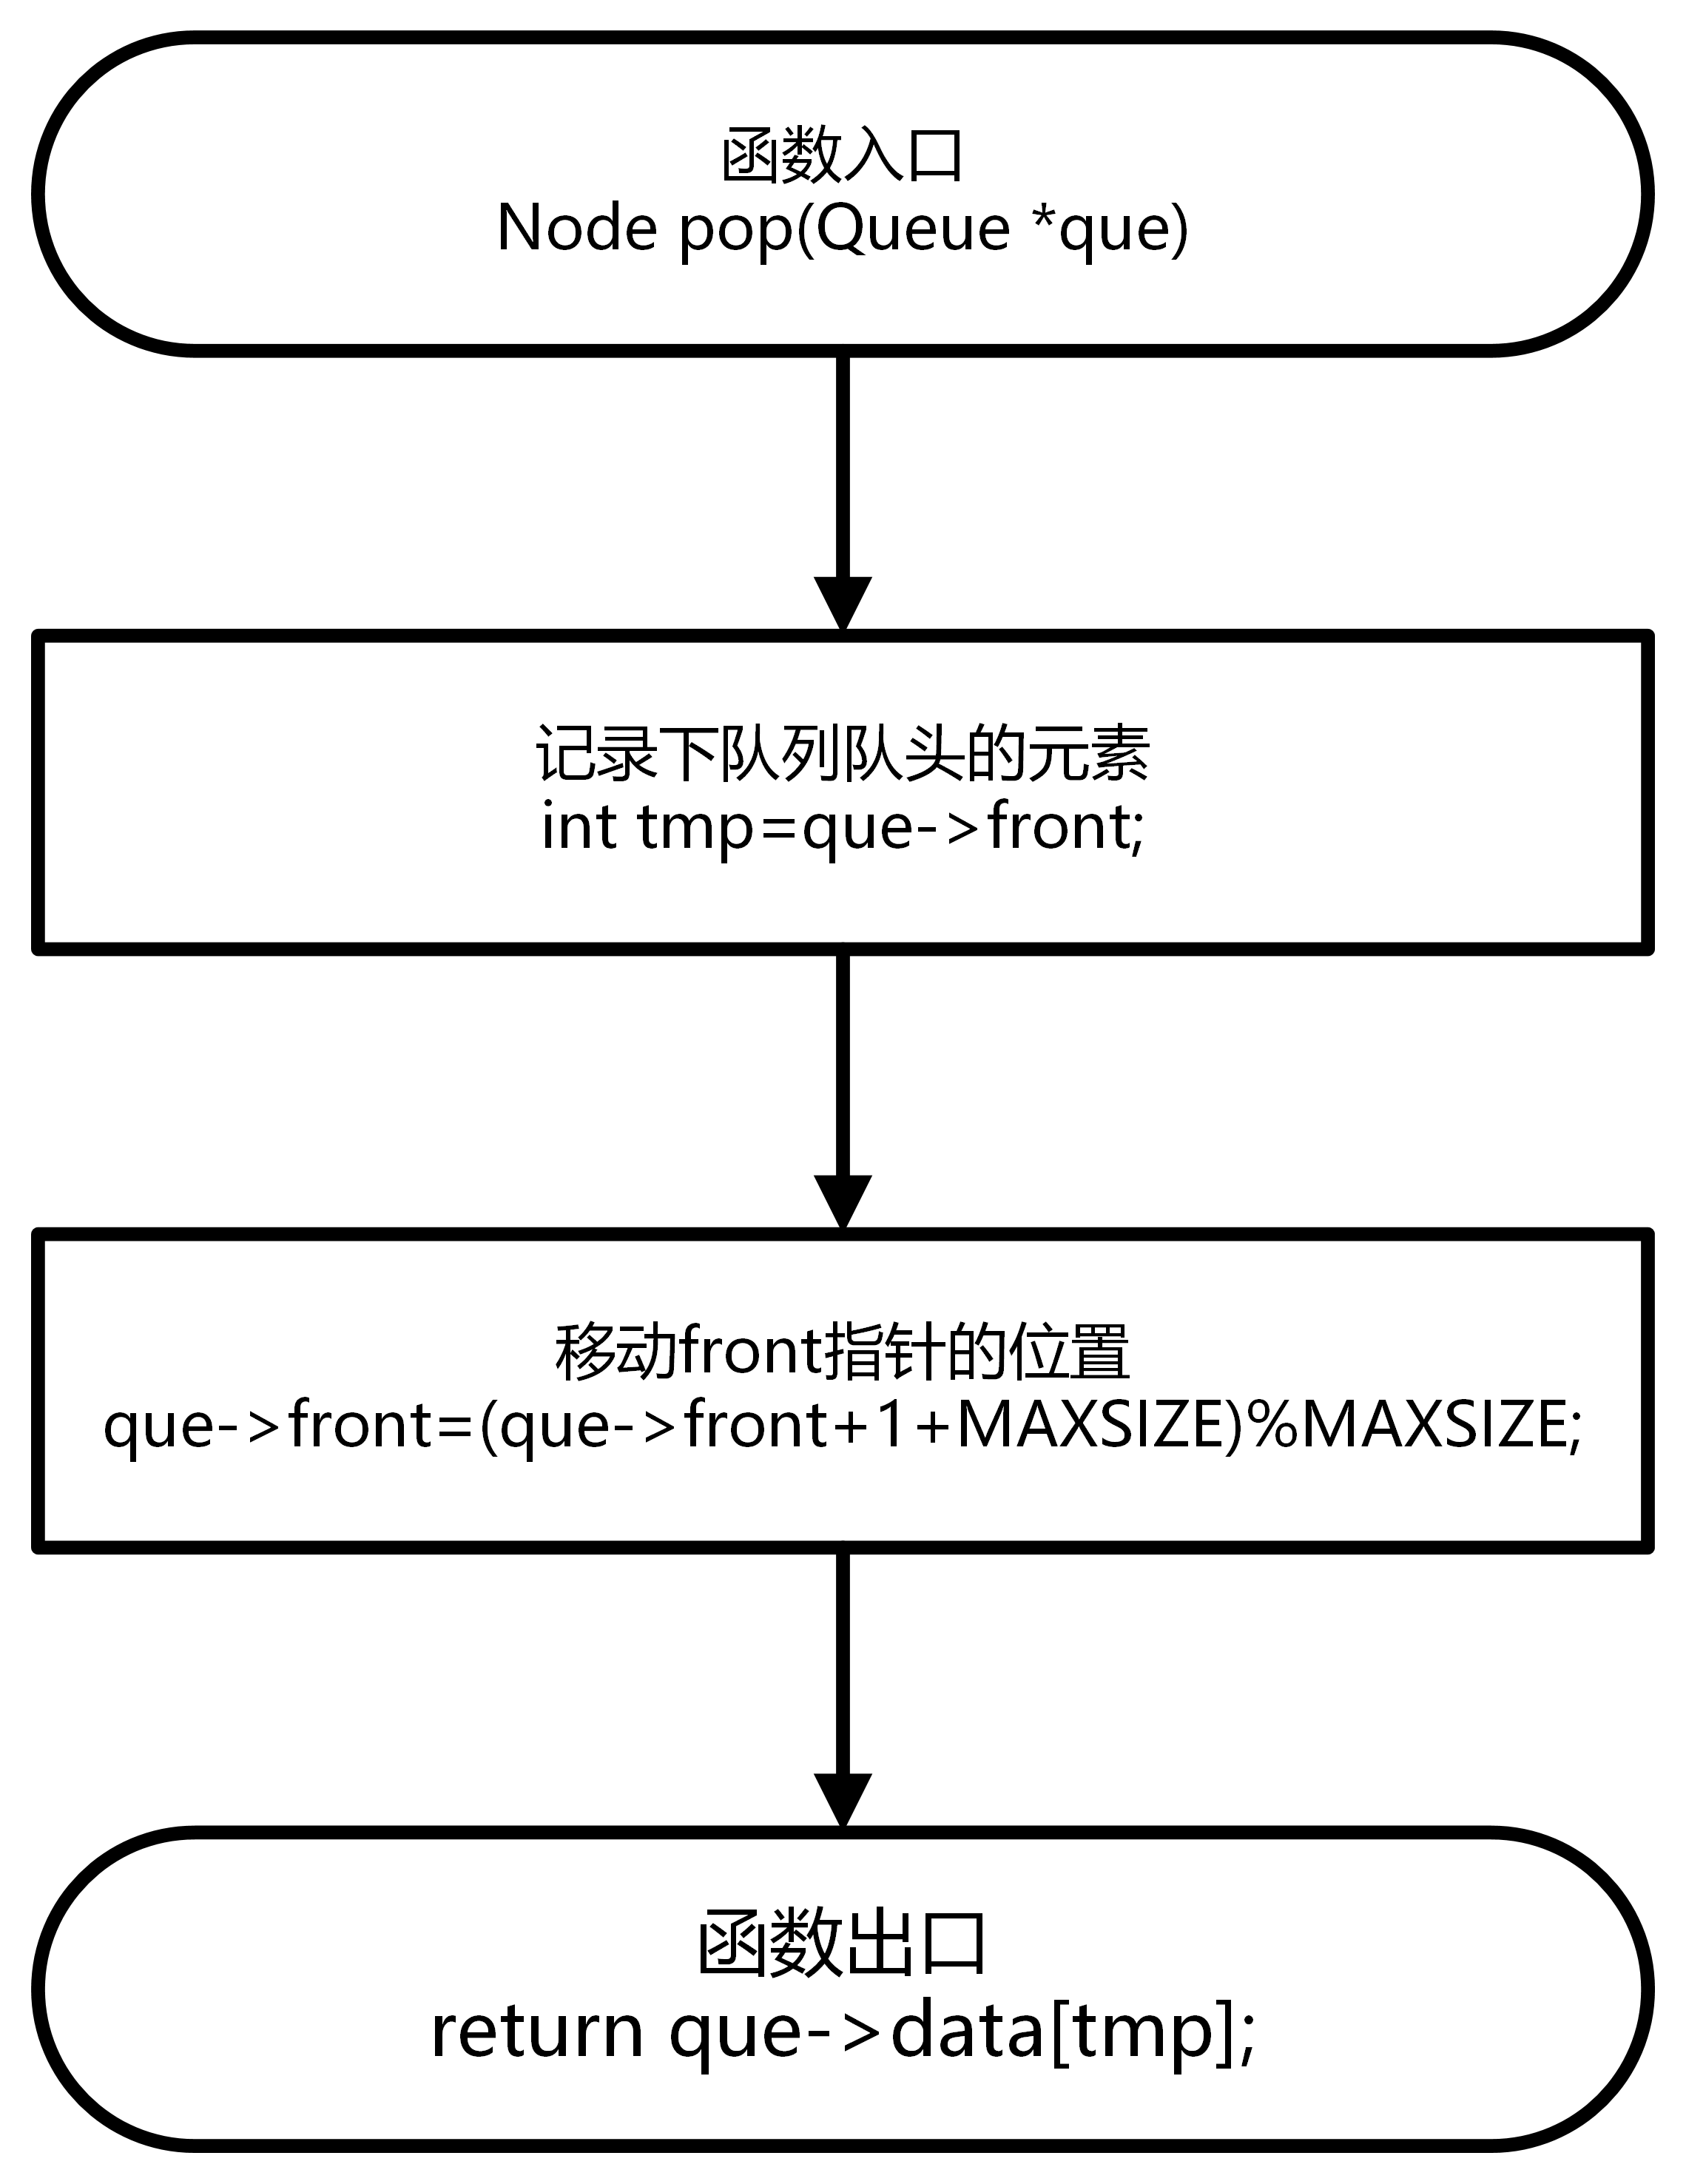 函数入口
Node pop(Queue *que)
记录下队列队头的元素
int tmp=que->front;
移动front指针的位置
que->front=(que->front+1+MAXSIZE)%MAXSIZE;
函数出口
return que->data[tmp];